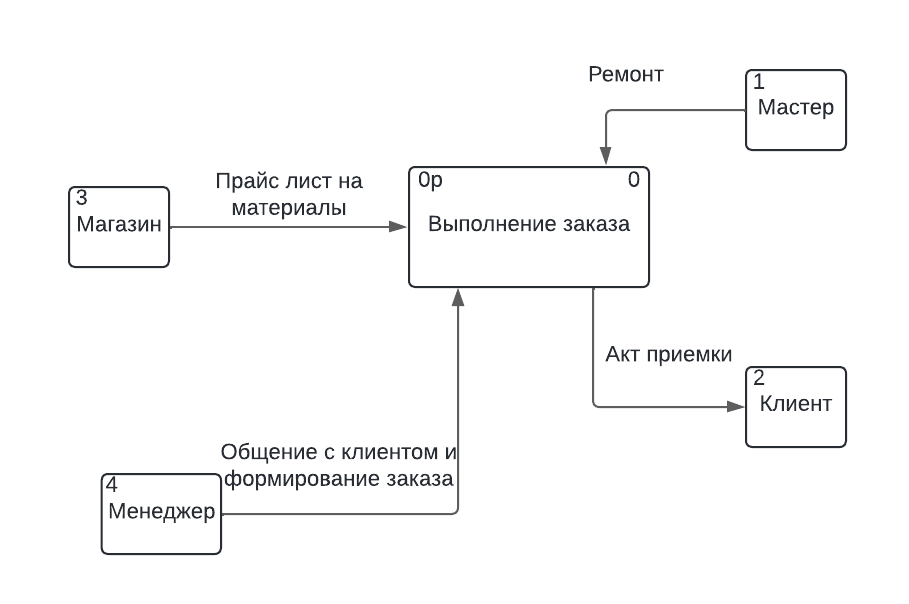 Ремонт
1
Мастер
3
Магазин
Прайс лист на
материалы
0р
0
Выполнение заказа
Акт приемки
2
Клиент
Общение с клиентом и
формирование заказа
4
Менеджер